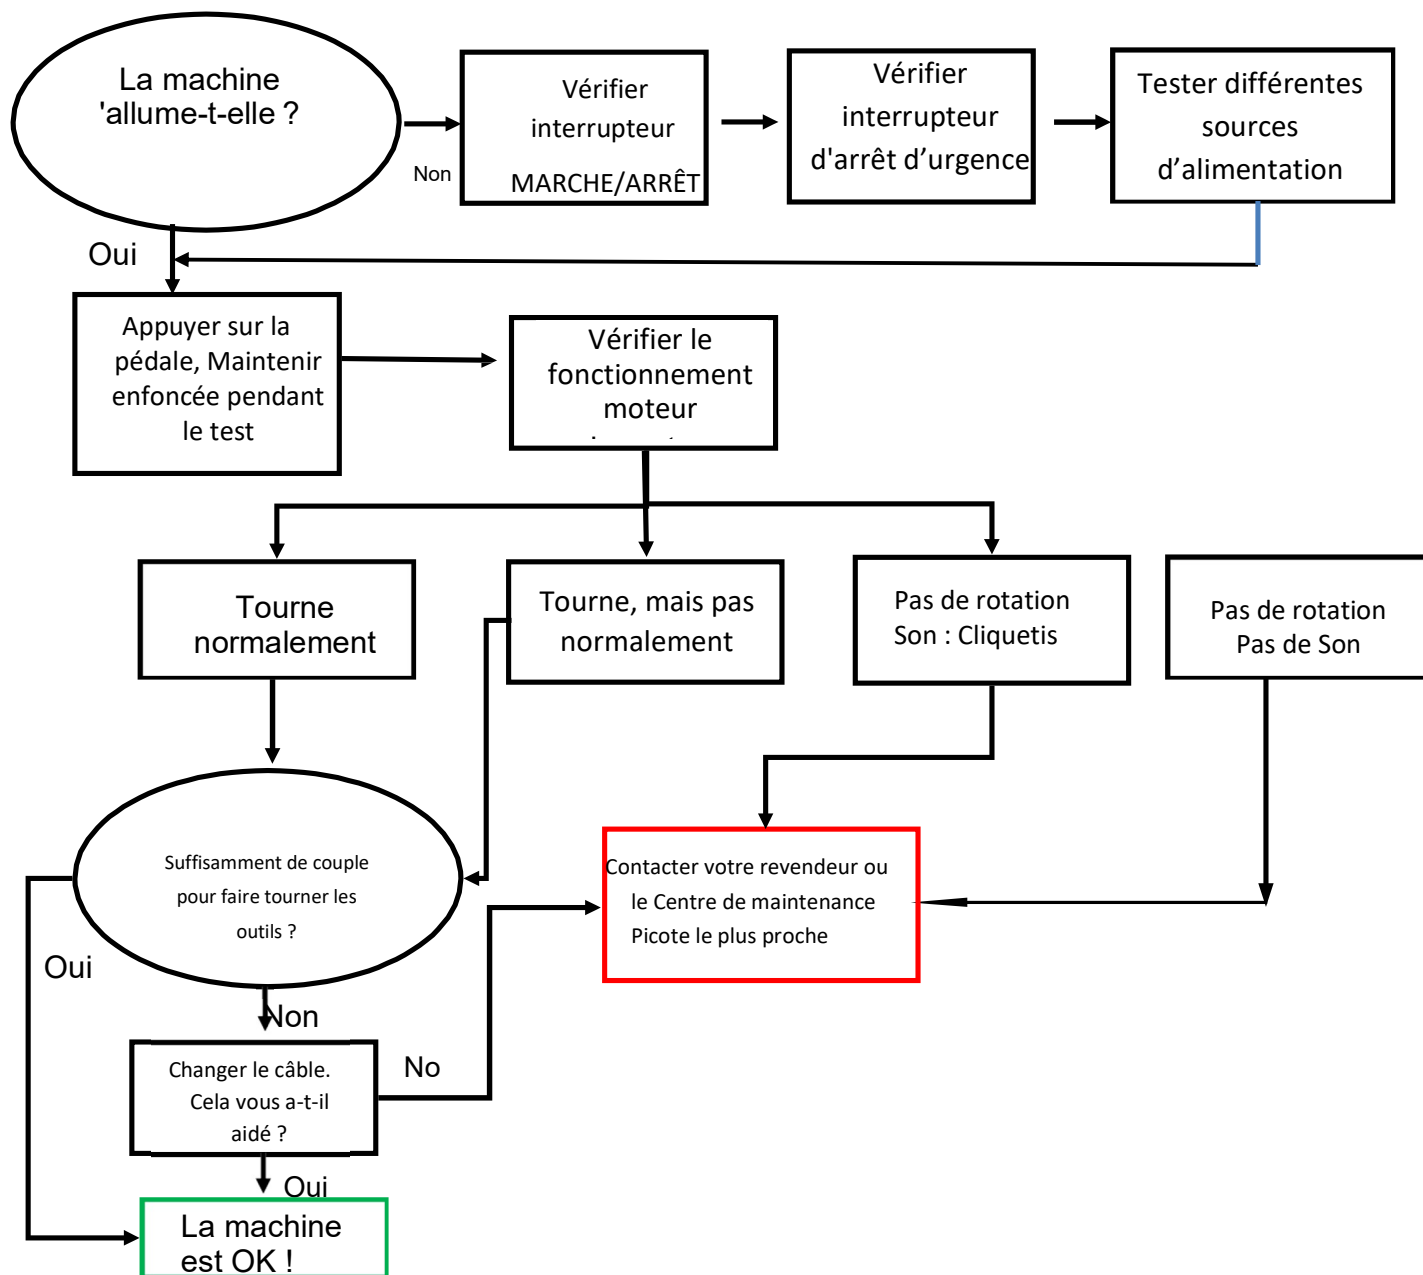 La machine
'allume-t-elle ?
Non
Vérifier
interrupteur
MARCHE/ARRÊT
Vérifier
interrupteur
d'arrêt d’urgence
Tester différentes
sources
d’alimentation
Oui
Appuyer sur la
pédale, Maintenir
enfoncée pendant
le test
Vérifier le
fonctionnement
moteur
Tourne
normalement
Tourne, mais pas
normalement
Pas de rotation
Son : Cliquetis
Pas de rotation
Pas de Son
Suffisamment de couple
pour faire tourner les
outils ?
Contacter votre revendeur ou
le Centre de maintenance
Picote le plus proche
Oui
Non
Changer le câble.
Cela vous a-t-il
aidé ?
No
Oui
La machine
est OK !